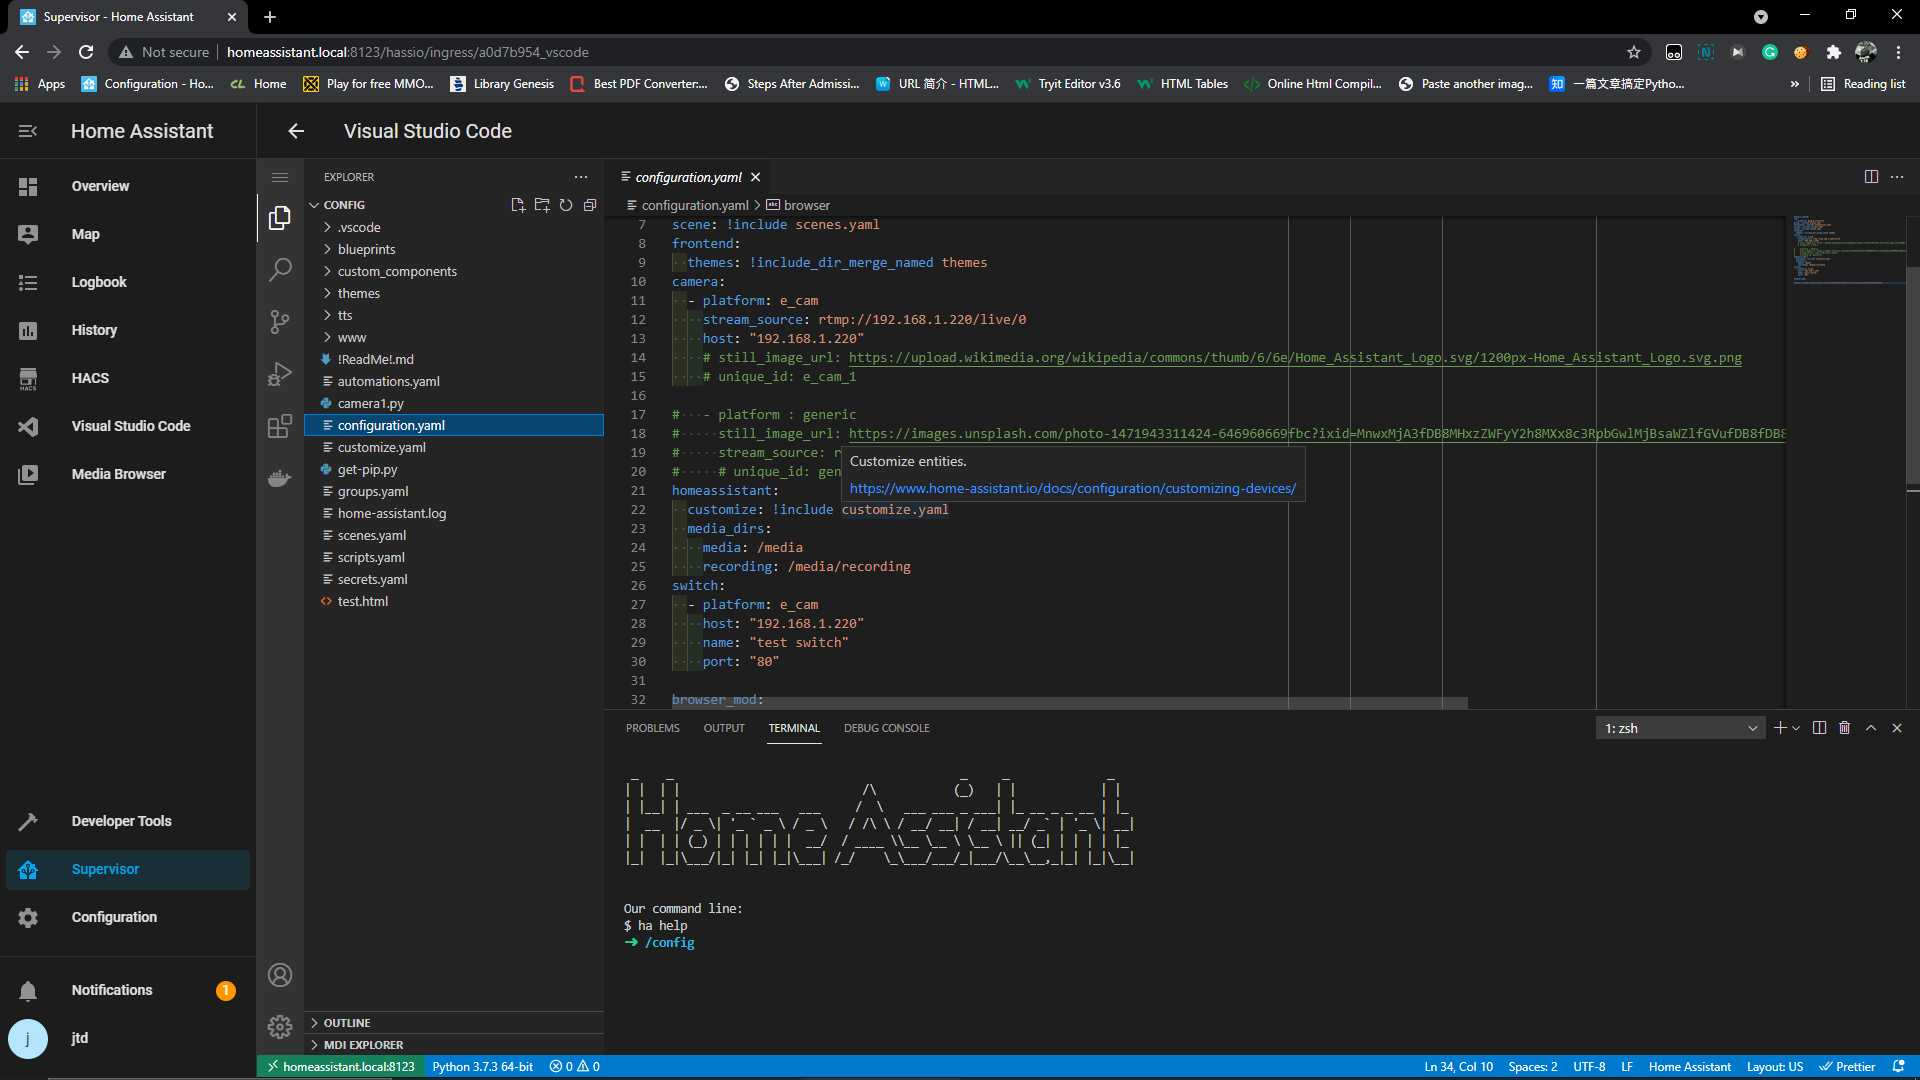 Supervisor - Home Assistant
Not secure
homeassistant.local:8123/hassio/ingress/a0d7b954_vscode
Apps
Configuration - Ho...
Home
Play for free MMO...
Library Genesis
Best PDF Converter:...
Steps After Admissi...
URL 简介 - HTML...
Tryit Editor v3.6
HTML Tables
Online Html Compil...
Paste another imag...
一篇文章搞定Pytho...
Reading list
Home Assistant
Visual Studio Code
Overview
Map
Logbook
History
HACS
Visual Studio Code
Media Browser
Developer Tools
Supervisor
Configuration
Notifications
1
j
jtd
EXPLORER
CONFIG
.vscode
blueprints
custom_components
themes
tts
www
!ReadMe!.md
automations.yaml
camera1.py
configuration.yaml
customize.yaml
get-pip.py
groups.yaml
home-assistant.log
scenes.yaml
scripts.yaml
secrets.yaml
test.html
OUTLINE
MDI EXPLORER
configuration.yaml
configuration.yaml > browser
7 scene: !include scenes.yaml
8 frontend:
9 themes: !include_dir_merge_named themes
10 camera:
11 - platform: e_cam
12 stream_source: rtmp://192.168.1.220/live/0
13 host: "192.168.1.220"
14 # still_image_url: https://upload.wikimedia.org/wikipedia/commons/thumb/6/6e/Home_Assistant_Logo.svg/1200px-Home_Assistant_Logo.svg.png
15 # unique_id: e_cam_1
16
17 # - platform : generic
18 # still_image_url: https://images.unsplash.com/photo-1471943311424-646960669fbc?ixid=MnwxMjA3fDB8MHxzZWFyY2h8MXx8c3RpbGwlMjBsaWZlfGVufDB8fDB8
19 # stream_source: r
20 # # unique_id: gen
Customize entities.
https://www.home-assistant.io/docs/configuration/customizing-devices/
21 homeassistant:
22 customize: !include customize.yaml
23 media_dirs:
24 media: /media
25 recording: /media/recording
26 switch:
27 - platform: e_cam
28 host: "192.168.1.220"
29 name: "test switch"
30 port: "80"
31
32 browser_mod:
PROBLEMS
OUTPUT
TERMINAL
DEBUG CONSOLE
1: zsh
Home Assistant
Our command line:
$ ha help
➜ /config
homeassistant.local:8123
Python 3.7.3 64-bit
0
0
Ln 34, Col 10
Spaces: 2
UTF-8
LF
Home Assistant
Layout: US
Prettier